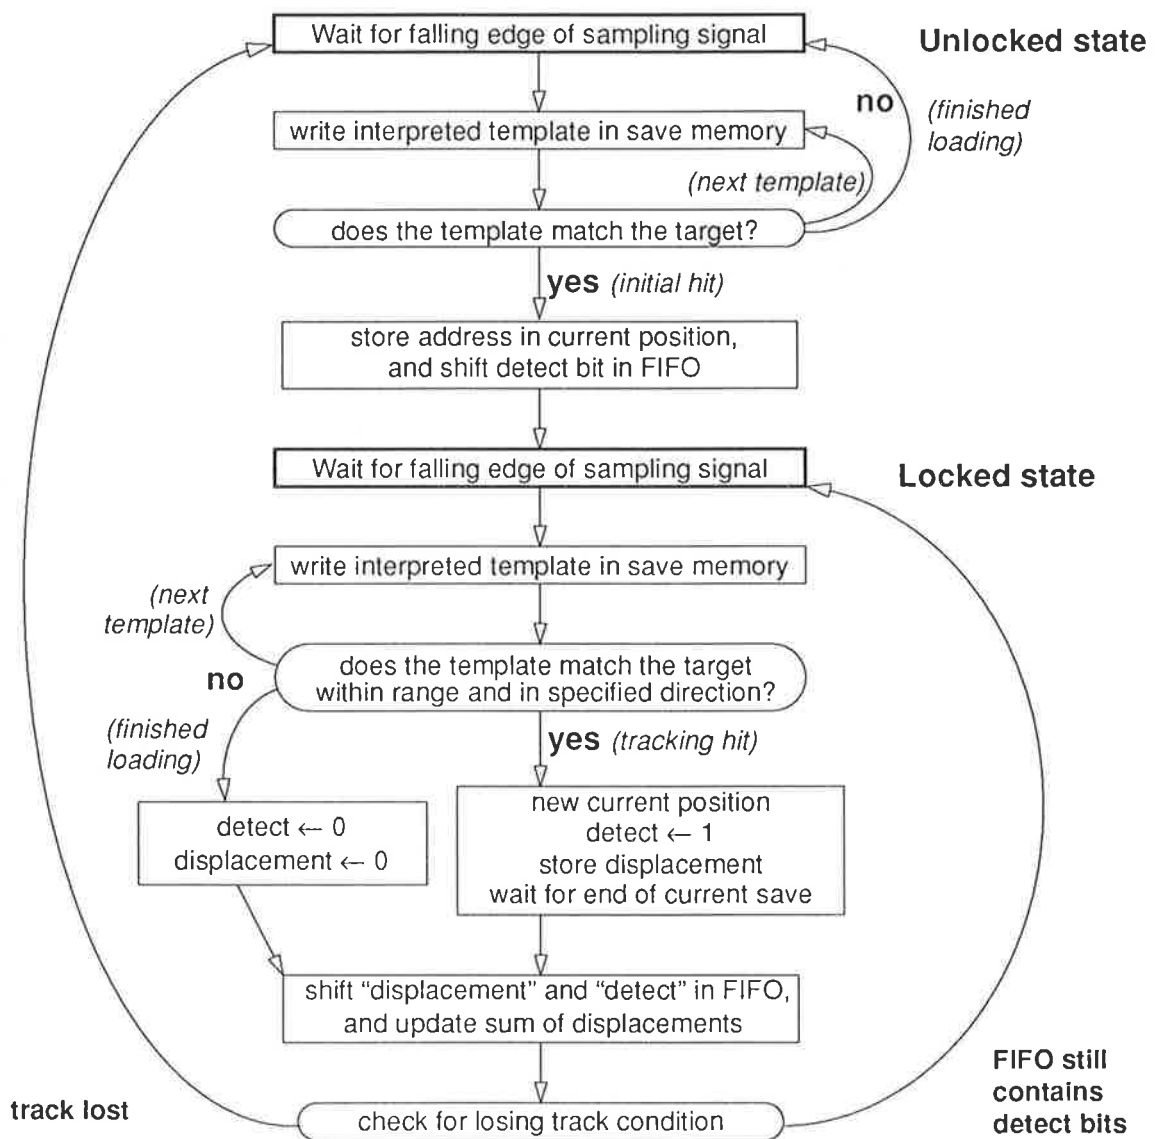 Wait for falling edge of sampling signal
Unlocked state
no
(finished
loading)
write interpreted template in save memory
(next template)
does the template match the target?
yes (initial hit)
store address in current position,
and shift detect bit in FIFO
Wait for falling edge of sampling signal
Locked state
write interpreted template in save memory
(next
template)
does the template match the target
within range and in specified direction?
no
(finished
loading)
yes (tracking hit)
detect ← 0
displacement ← 0
new current position
detect ← 1
store displacement
wait for end of current save
shift “displacement” and “detect” in FIFO,
and update sum of displacements
track lost
check for losing track condition
FIFO still
contains
detect bits